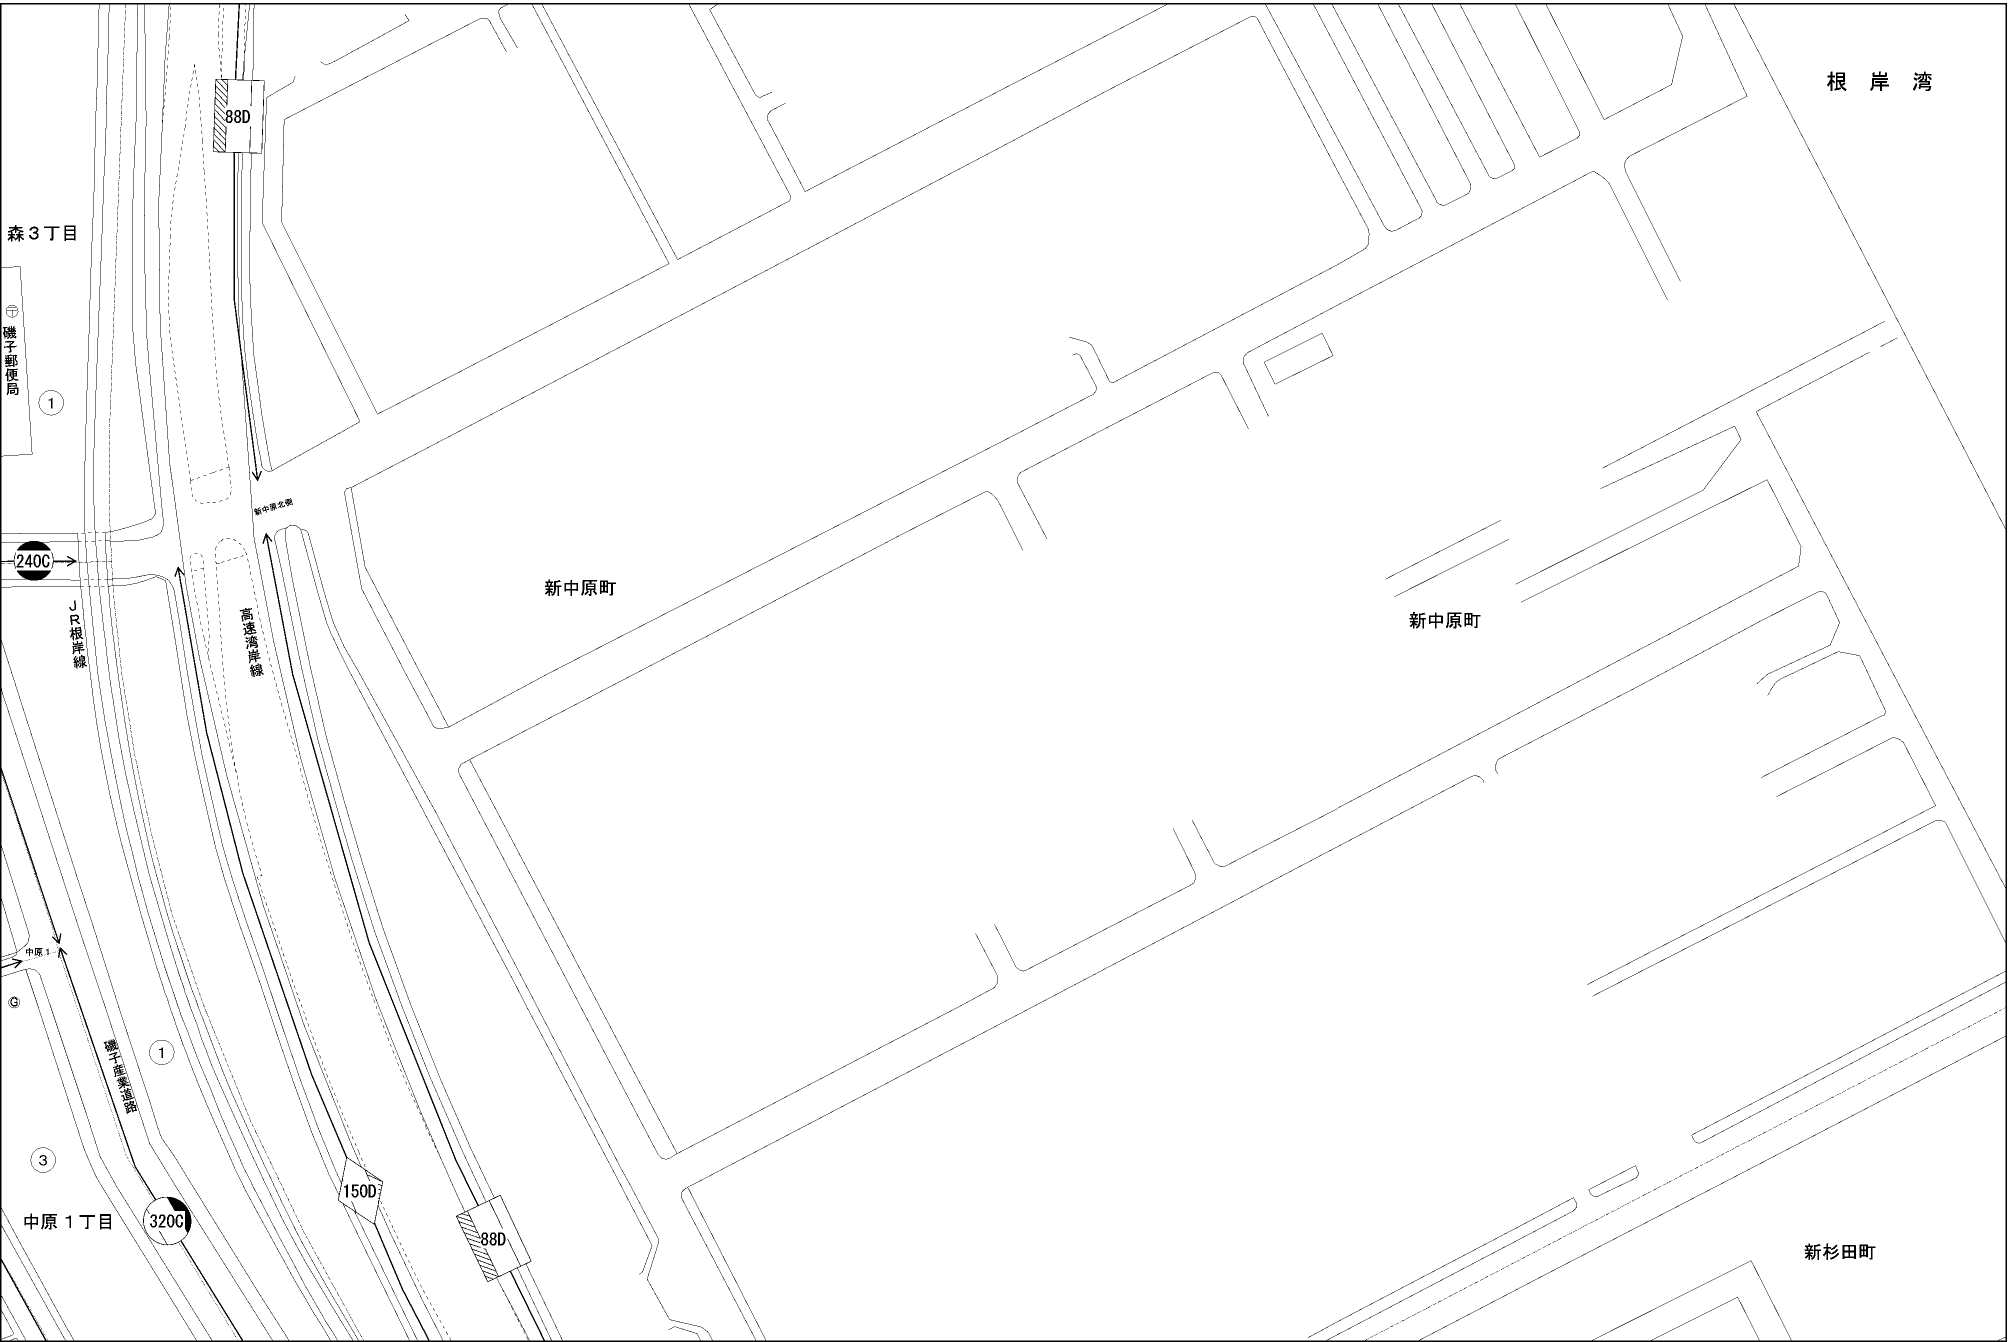 根岸湾
88D
森3丁目
〒
磯子郵便局
1
新中原北側
240C
JR根岸線
高速湾岸線
新中原町
新中原町
中原1
G
磯子産業道路
1
3
中原1丁目
320C
150D
88D
新杉田町